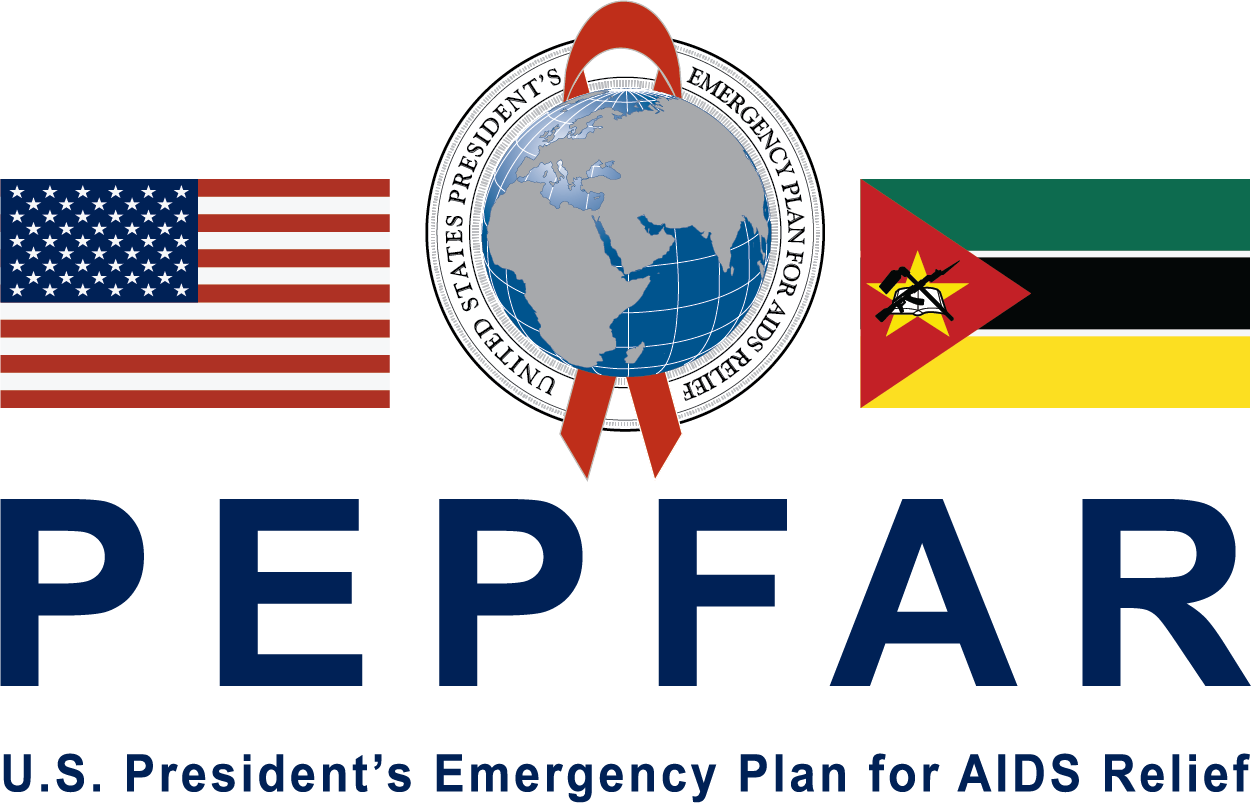 UNITED STATES PRESIDENT'S EMERGENCY PLAN FOR AIDS RELIEF
PEPFAR
U.S. President’s Emergency Plan for AIDS Relief